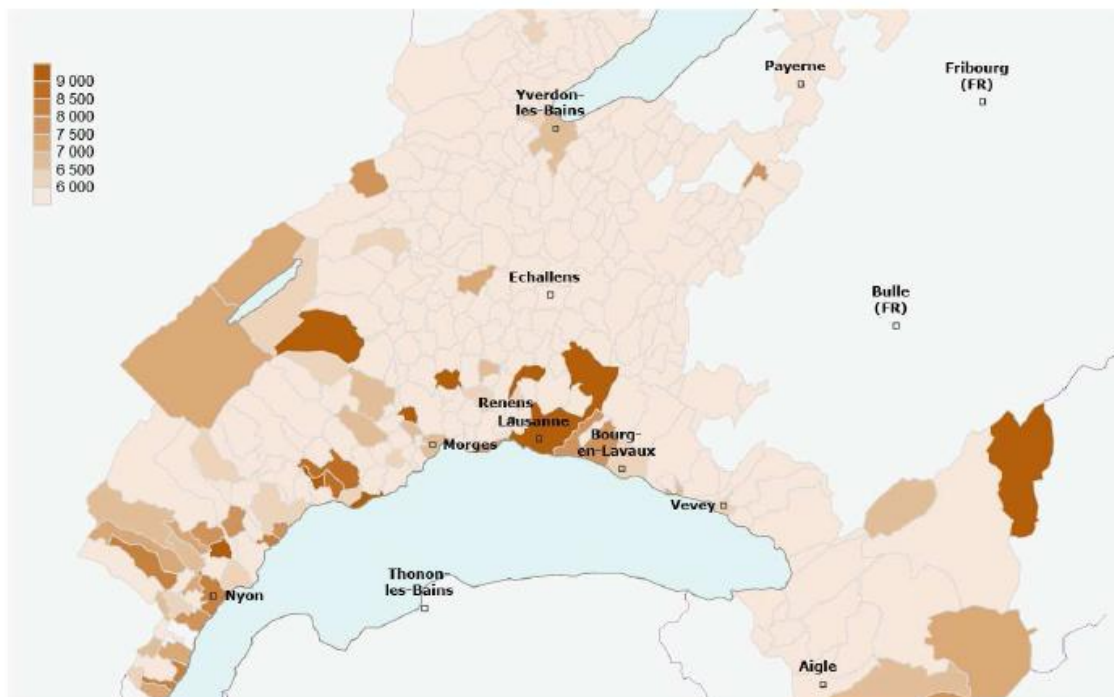 9 000
8 500
8 000
7 500
7 000
6 500
6 000
Payerne
Fribourg
(FR)
Yverdon-
les-Bains
Echallens
Bulle
(FR)
Renens
Lausanne
Bourg-
en-Lavaux
Morges
Vevey
Thonon-
les-Bains
Nyon
Aigle